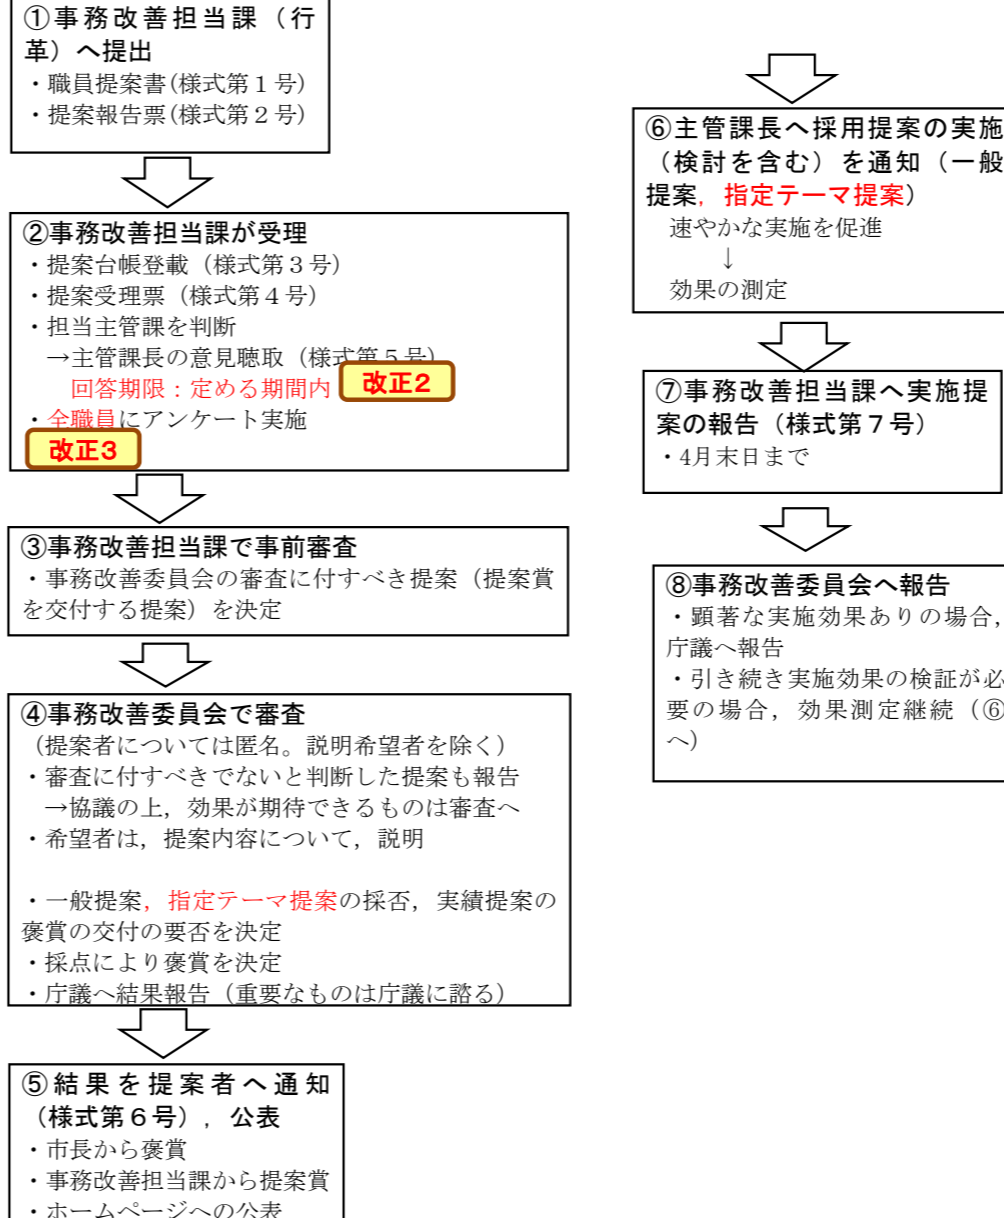 ①事務改善担当課（行
革）へ提出
・職員提案書(様式第１号)
・提案報告票(様式第２号)
②事務改善担当課が受理
・提案台帳登載（様式第３号）
・提案受理票（様式第４号）
・担当主管課を判断
→主管課長の意見聴取（様式第５号）
回答期限：定める期間内
改正２
・全職員にアンケート実施
改正３
③事務改善担当課で事前審査
・事務改善委員会の審査に付すべき提案（提案賞
を交付する提案）を決定
④事務改善委員会で審査
（提案者については匿名。説明希望者を除く）
・審査に付すべきでないと判断した提案も報告
→協議の上，効果が期待できるものは審査へ
・希望者は，提案内容について，説明
・一般提案，指定テーマ提案の採否，実績提案の
褒賞の交付の要否を決定
・採点により褒賞を決定
・庁議へ結果報告（重要なものは庁議に諮る）
⑤結果を提案者へ通知
（様式第６号），公表
・市長から褒賞
・事務改善担当課から提案賞
・ホームページへの公表
⑥主管課長へ採用提案の実施
（検討を含む）を通知（一般
提案，指定テーマ提案）
速やかな実施を促進
↓
効果の測定
⑦事務改善担当課へ実施提
案の報告（様式第７号）
・4月末日まで
⑧事務改善委員会へ報告
・顕著な実施効果ありの場合，
庁議へ報告
・引き続き実施効果の検証が必
要の場合，効果測定継続（⑥
へ）